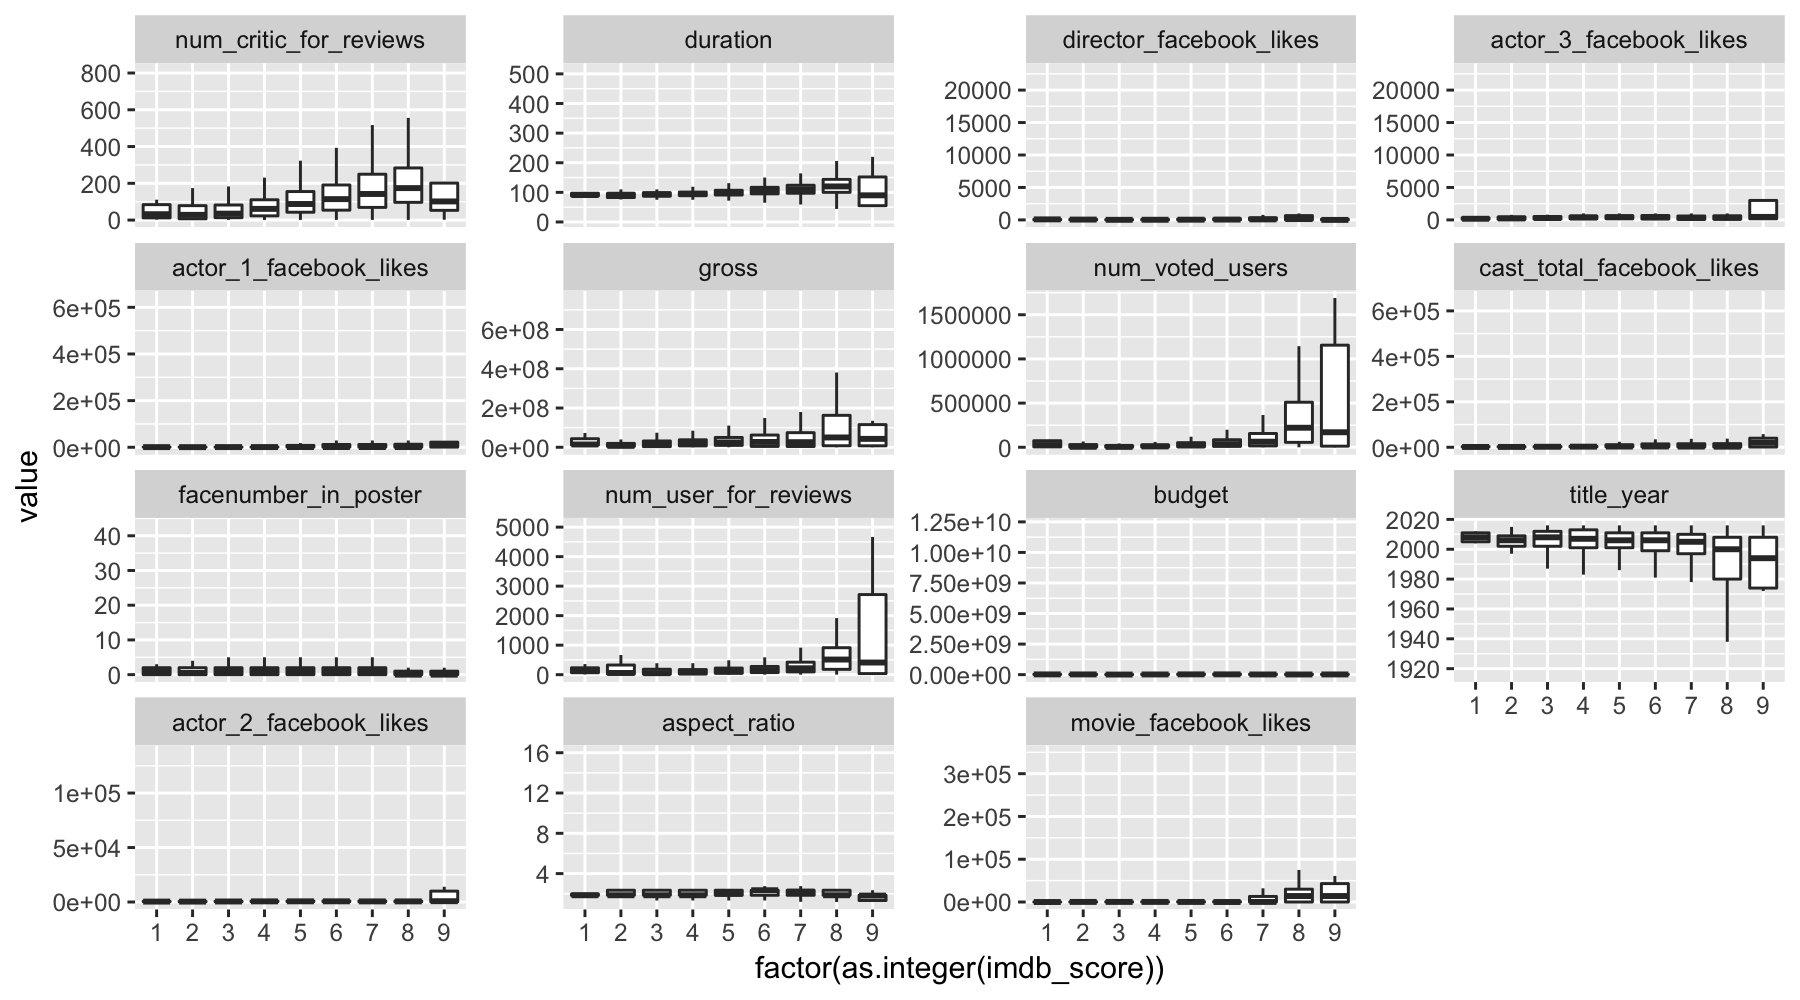 num_critic_for_reviews
duration
director_facebook_likes
actor_3_facebook_likes
800
600
400
200
0
500
400
300
200
100
0
20000
15000
10000
5000
0
20000
15000
10000
5000
0
actor_1_facebook_likes
gross
num_voted_users
cast_total_facebook_likes
6e+05
4e+05
2e+05
0e+00
6e+08
4e+08
2e+08
0e+00
1500000
1000000
500000
0
6e+05
4e+05
2e+05
0e+00
value
facenumber_in_poster
num_user_for_reviews
budget
title_year
40
30
20
10
0
5000
4000
3000
2000
1000
0
1.25e+10
1.00e+10
7.50e+09
5.00e+09
2.50e+09
0.00e+00
2020
2000
1980
1960
1940
1920
1 2 3 4 5 6 7 8 9
actor_2_facebook_likes
aspect_ratio
movie_facebook_likes
1e+05
5e+04
0e+00
16
12
8
4
3e+05
2e+05
1e+05
0e+00
1 2 3 4 5 6 7 8 9
1 2 3 4 5 6 7 8 9
1 2 3 4 5 6 7 8 9
factor(as.integer(imdb_score))